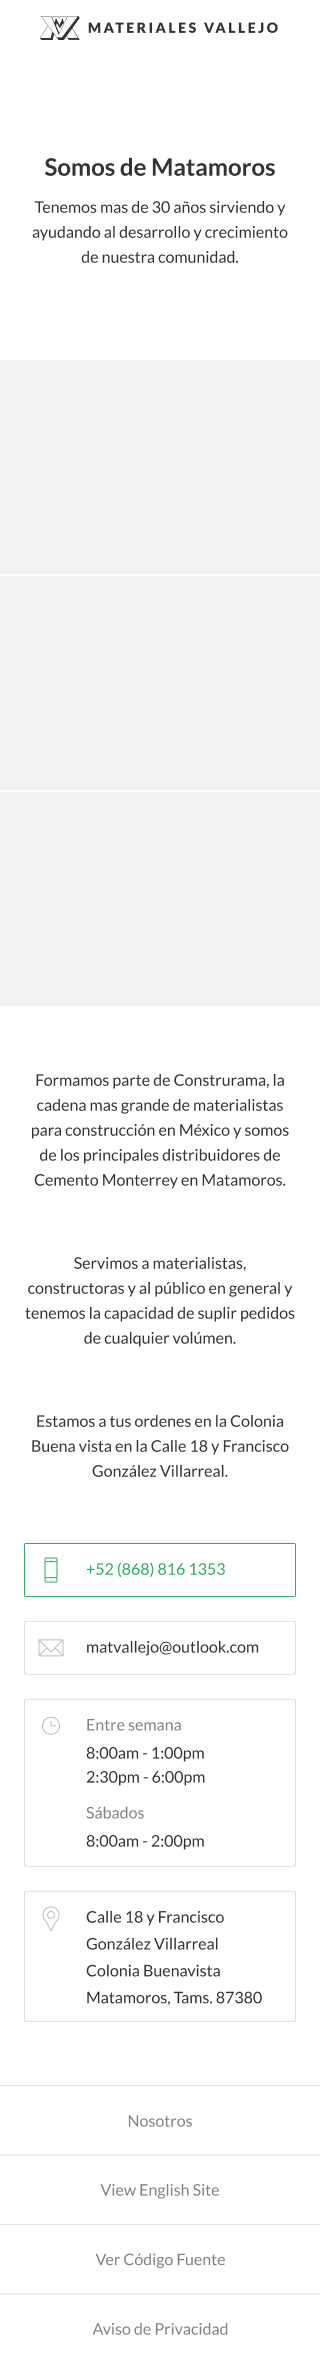 MATERIALES VALLEJO
Somos de Matamoros
Tenemos mas de 30 años sirviendo y
ayudando al desarrollo y crecimiento
de nuestra comunidad.
Formamos parte de Construrama, la
cadena mas grande de materialistas
para construcción en México y somos
de los principales distribuidores de
Cemento Monterrey en Matamoros.
Servimos a materialistas,
constructoras y al público en general y
tenemos la capacidad de suplir pedidos
de cualquier volúmen.
Estamos a tus ordenes en la Colonia
Buena vista en la Calle 18 y Francisco
González Villarreal.
+52 (868) 816 1353
matvallejo@outlook.com
Entre semana
8:00am - 1:00pm
2:30pm - 6:00pm
Sábados
8:00am - 2:00pm
Calle 18 y Francisco
González Villarreal
Colonia Buenavista
Matamoros, Tams. 87380
Nosotros
View English Site
Ver Código Fuente
Aviso de Privacidad